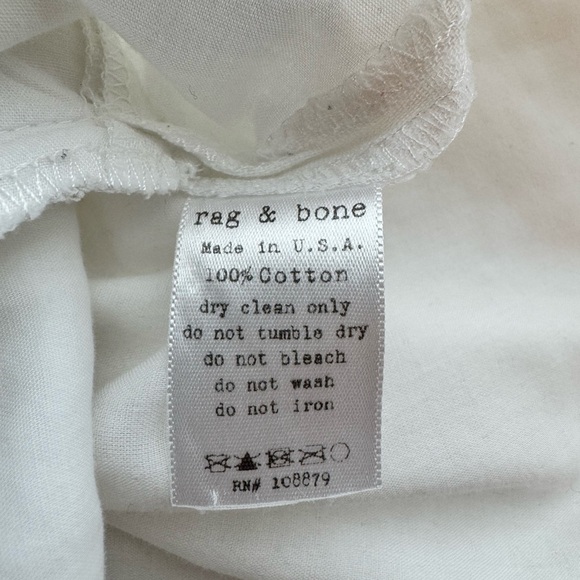 rag & bone
Made in U.S.A.
100% Cotton
dry clean only
do not tumble dry
do not bleach
do not wash
do not iron
RN# 108879